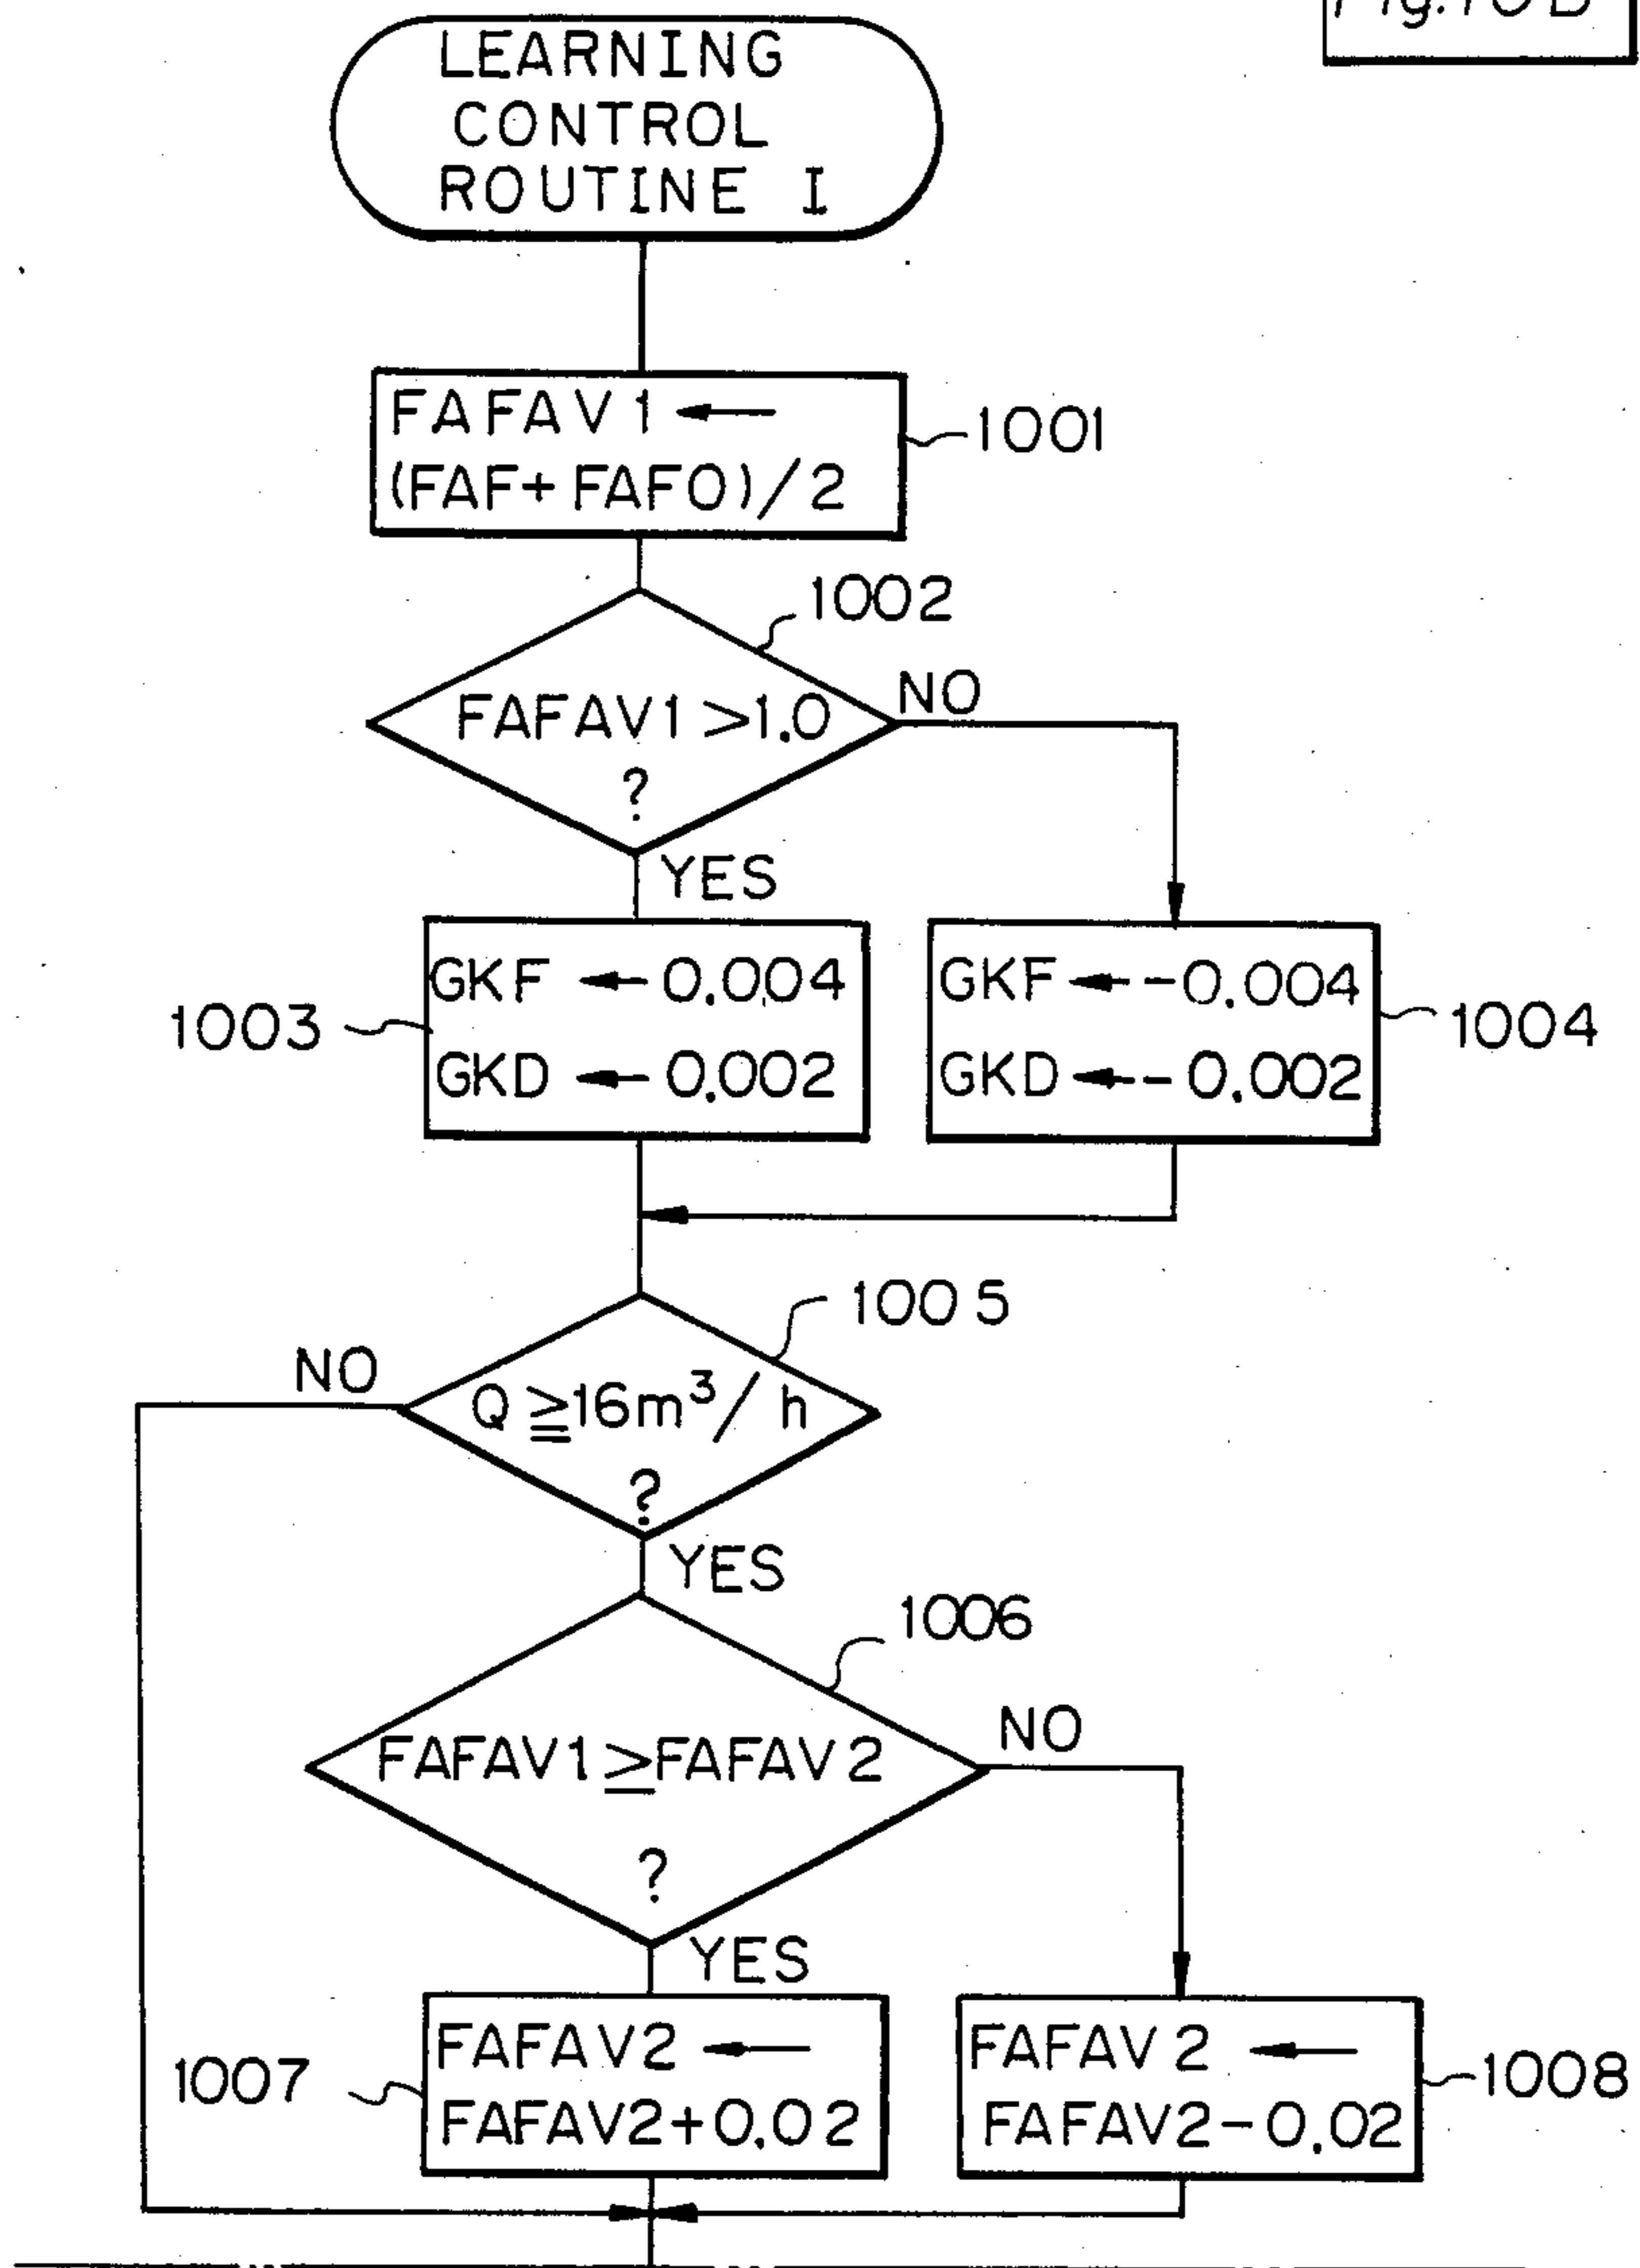 Fig. 10B
LEARNING
CONTROL
ROUTINE I
FAFAV1 ←
(FAF+FAFO)/2
1001
1002
FAFAV1 >1.0
?
NO
YES
GKF ← 0.004
GKD ← 0.002
1003
GKF ← -0.004
GKD ← -0.002
1004
1005
NO
Q ≧16m³/h
?
YES
1006
FAFAV1≥FAFAV2
?
NO
YES
FAFAV2 ←
FAFAV2+0.02
1007
FAFAV2 ←
FAFAV2-0.02
1008